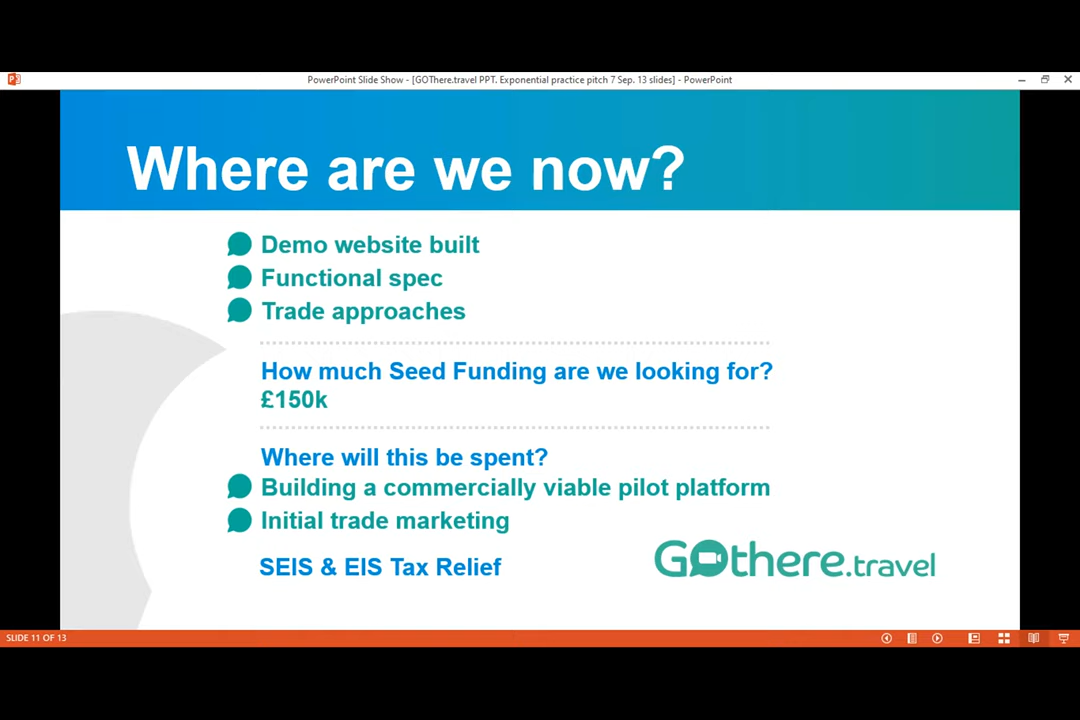 PowerPoint Slide Show - [GOThere.travel PPT. Exponential practice pitch 7 Sep. 13 slides] - PowerPoint
Where are we now?
Demo website built
Functional spec
Trade approaches
How much Seed Funding are we looking for?
£150k
Where will this be spent?
Building a commercially viable pilot platform
Initial trade marketing
SEIS & EIS Tax Relief
GOthere.travel
SLIDE 11 OF 13